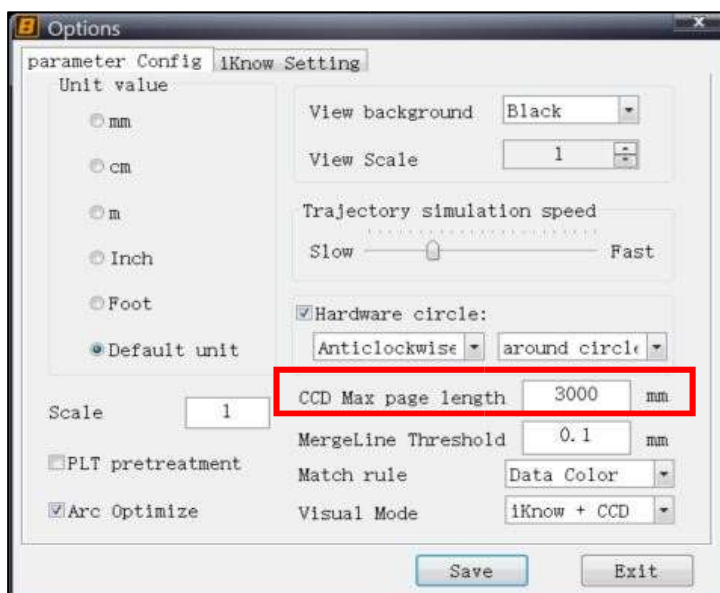 Options
parameter Config
iKnow Setting
Unit value
mm
cm
m
Inch
Foot
Default unit
Scale 1
PLT pretreatment
Arc Optimize
View background Black
View Scale 1
Trajectory simulation speed
Slow Fast
Hardware circle:
Anticlockwise around circle
CCD Max page length 3000 mm
MergeLine Threshold 0.1 mm
Match rule Data Color
Visual Mode iKnow + CCD
Save Exit